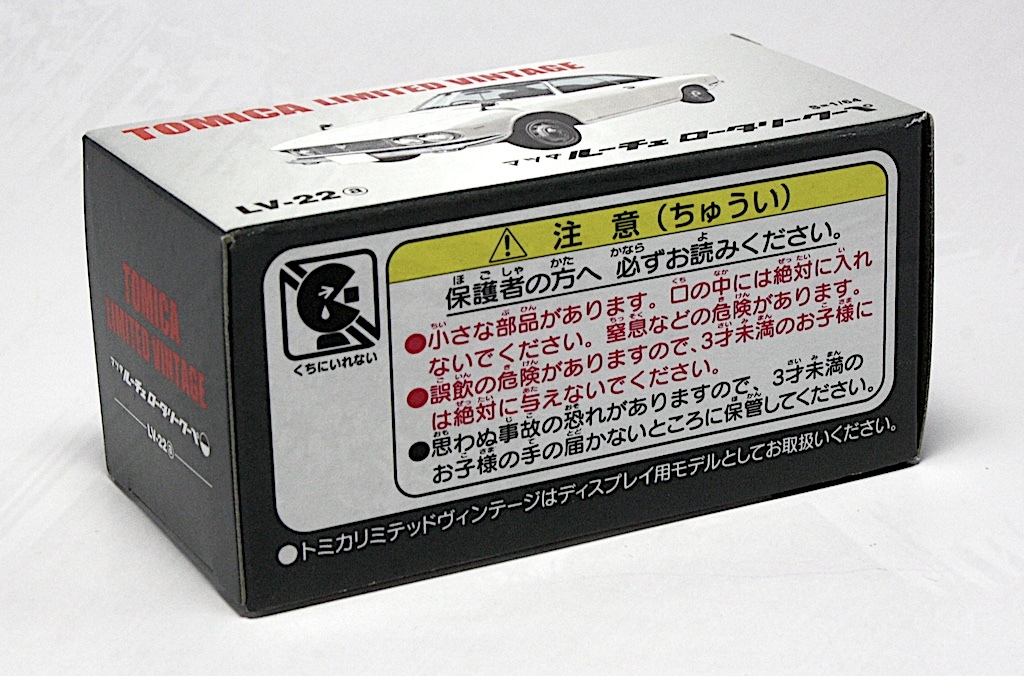 TOMICA LIMITED VINTAGE
S=1/64
マツダ ルーチェ ロータリークーペ
LV-22ⓐ
TOMICA
LIMITED VINTAGE
マツダ ルーチェ ロータリークーペ
LV-22ⓐ
くちにいれない
注意(ちゅうい)
保護者の方へ 必ずお読みください。
●小さな部品があります。口の中には絶対に入れ
ないでください。窒息などの危険があります。
●誤飲の危険がありますので、3才未満のお子様に
は絶対に与えないでください。
●思わぬ事故の恐れがありますので、3才未満の
お子様の手の届かないところに保管してください。
●トミカリミテッドヴィンテージはディスプレイ用モデルとしてお取扱いください。